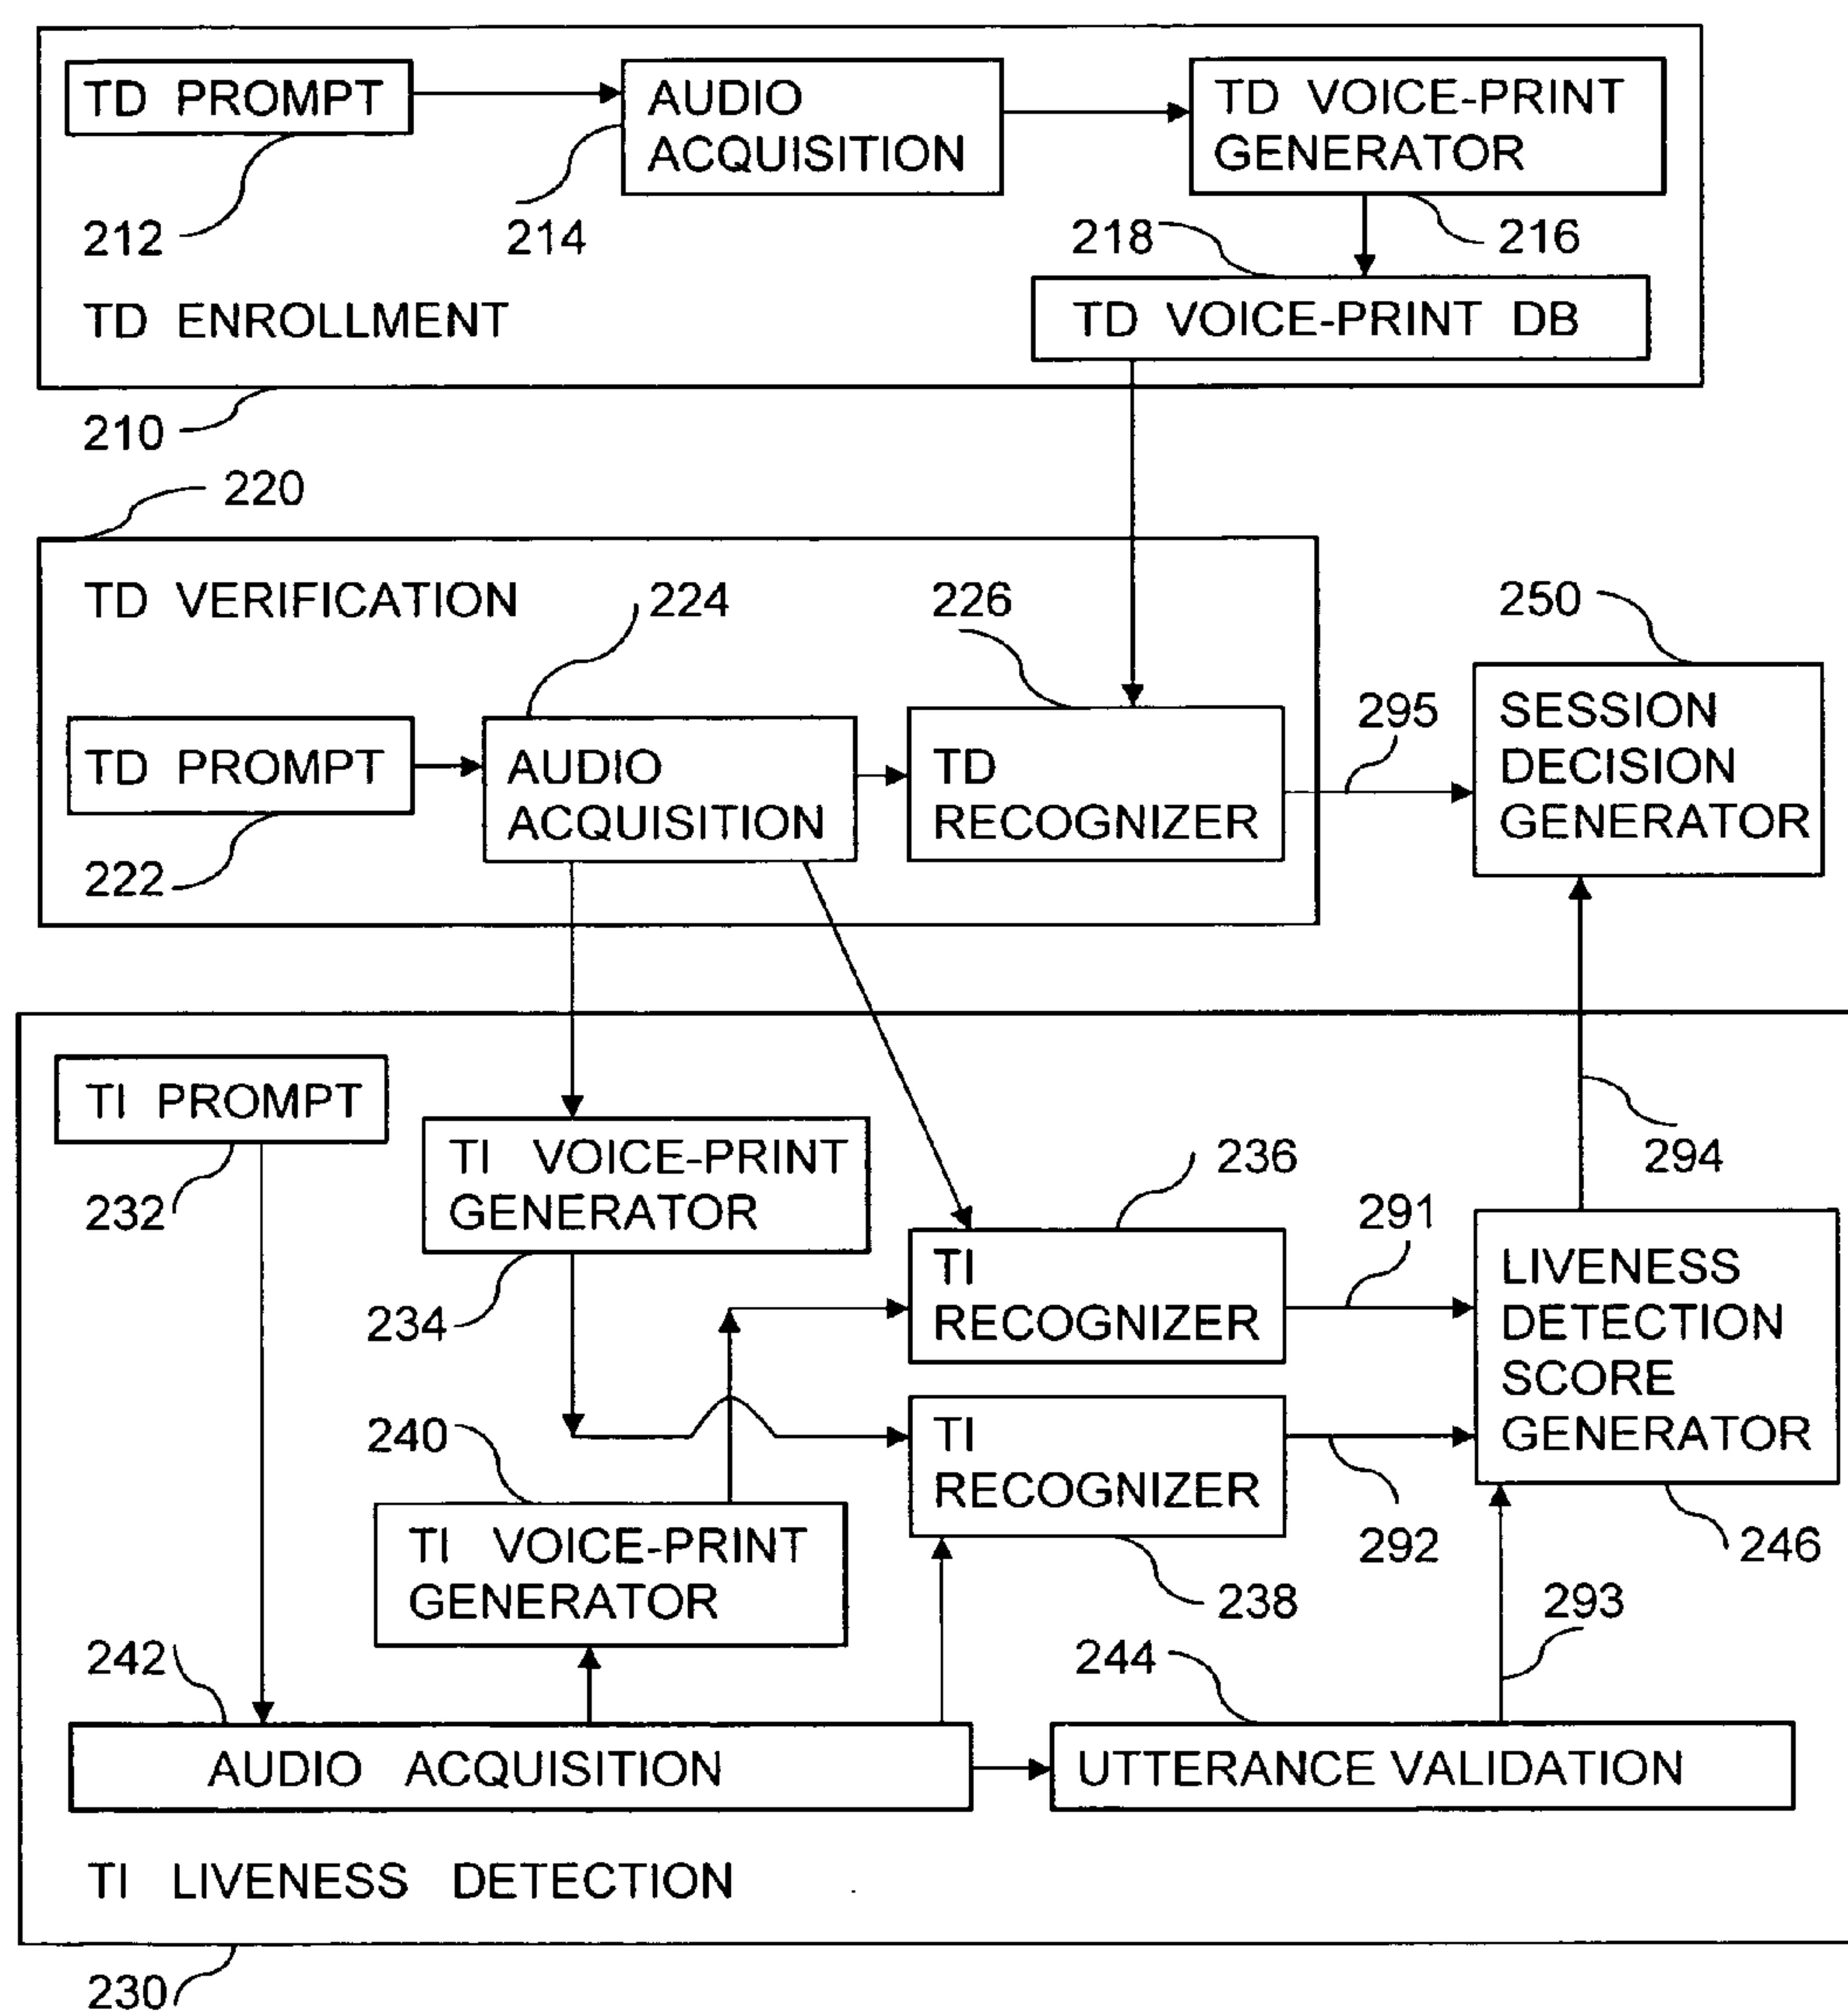 TD PROMPT
AUDIO
ACQUISITION
TD VOICE-PRINT
GENERATOR
212
214
218
216
TD ENROLLMENT
TD VOICE-PRINT DB
210
220
TD VERIFICATION
224
226
250
TD PROMPT
AUDIO
ACQUISITION
TD
RECOGNIZER
295
SESSION
DECISION
GENERATOR
222
TI PROMPT
232
TI VOICE-PRINT
GENERATOR
234
236
294
TI
RECOGNIZER
291
LIVENESS
DETECTION
SCORE
GENERATOR
240
TI
RECOGNIZER
292
246
TI VOICE-PRINT
GENERATOR
238
293
242
244
AUDIO ACQUISITION
UTTERANCE VALIDATION
TI LIVENESS DETECTION
230